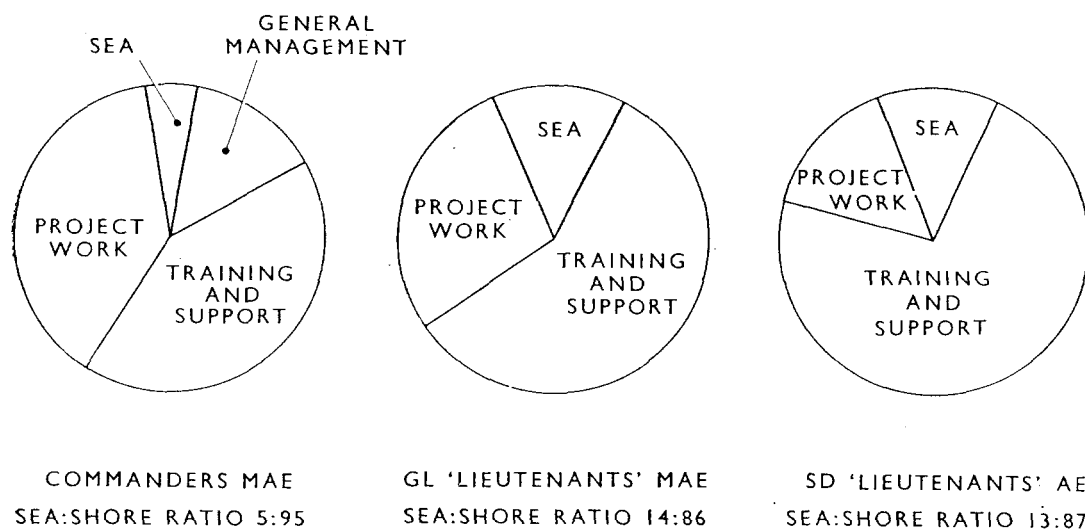 GENERAL
MANAGEMENT
SEA
PROJECT
WORK
TRAINING
AND
SUPPORT
COMMANDERS MAE
SEA:SHORE RATIO 5:95
SEA
PROJECT
WORK
TRAINING
AND
SUPPORT
GL 'LIEUTENANTS' MAE
SEA:SHORE RATIO 14:86
SEA
PROJECT
WORK
TRAINING
AND
SUPPORT
SD 'LIEUTENANTS' AE
SEA:SHORE RATIO 13:87